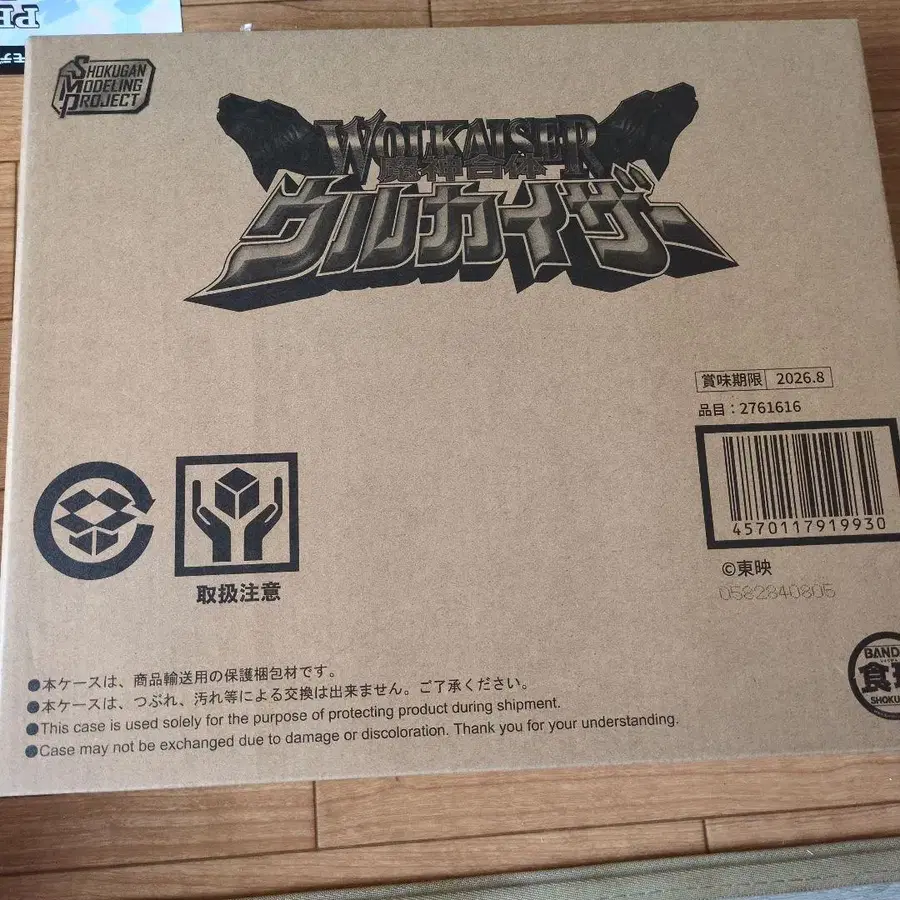 SHOKUGAN
MODELING
PROJECT
WOLKAISER
魔神合体
ウルカイザー
賞味期限 2026.8
品目：2761616
4570117919930
©東映
0582840805
取扱注意
●本ケースは、商品輸送用の保護梱包材です。
●本ケースは、つぶれ、汚れ等による交換は出来ません。ご了承ください。
●This case is used solely for the purpose of protecting product during shipment.
●Case may not be exchanged due to damage or discoloration. Thank you for your understanding.